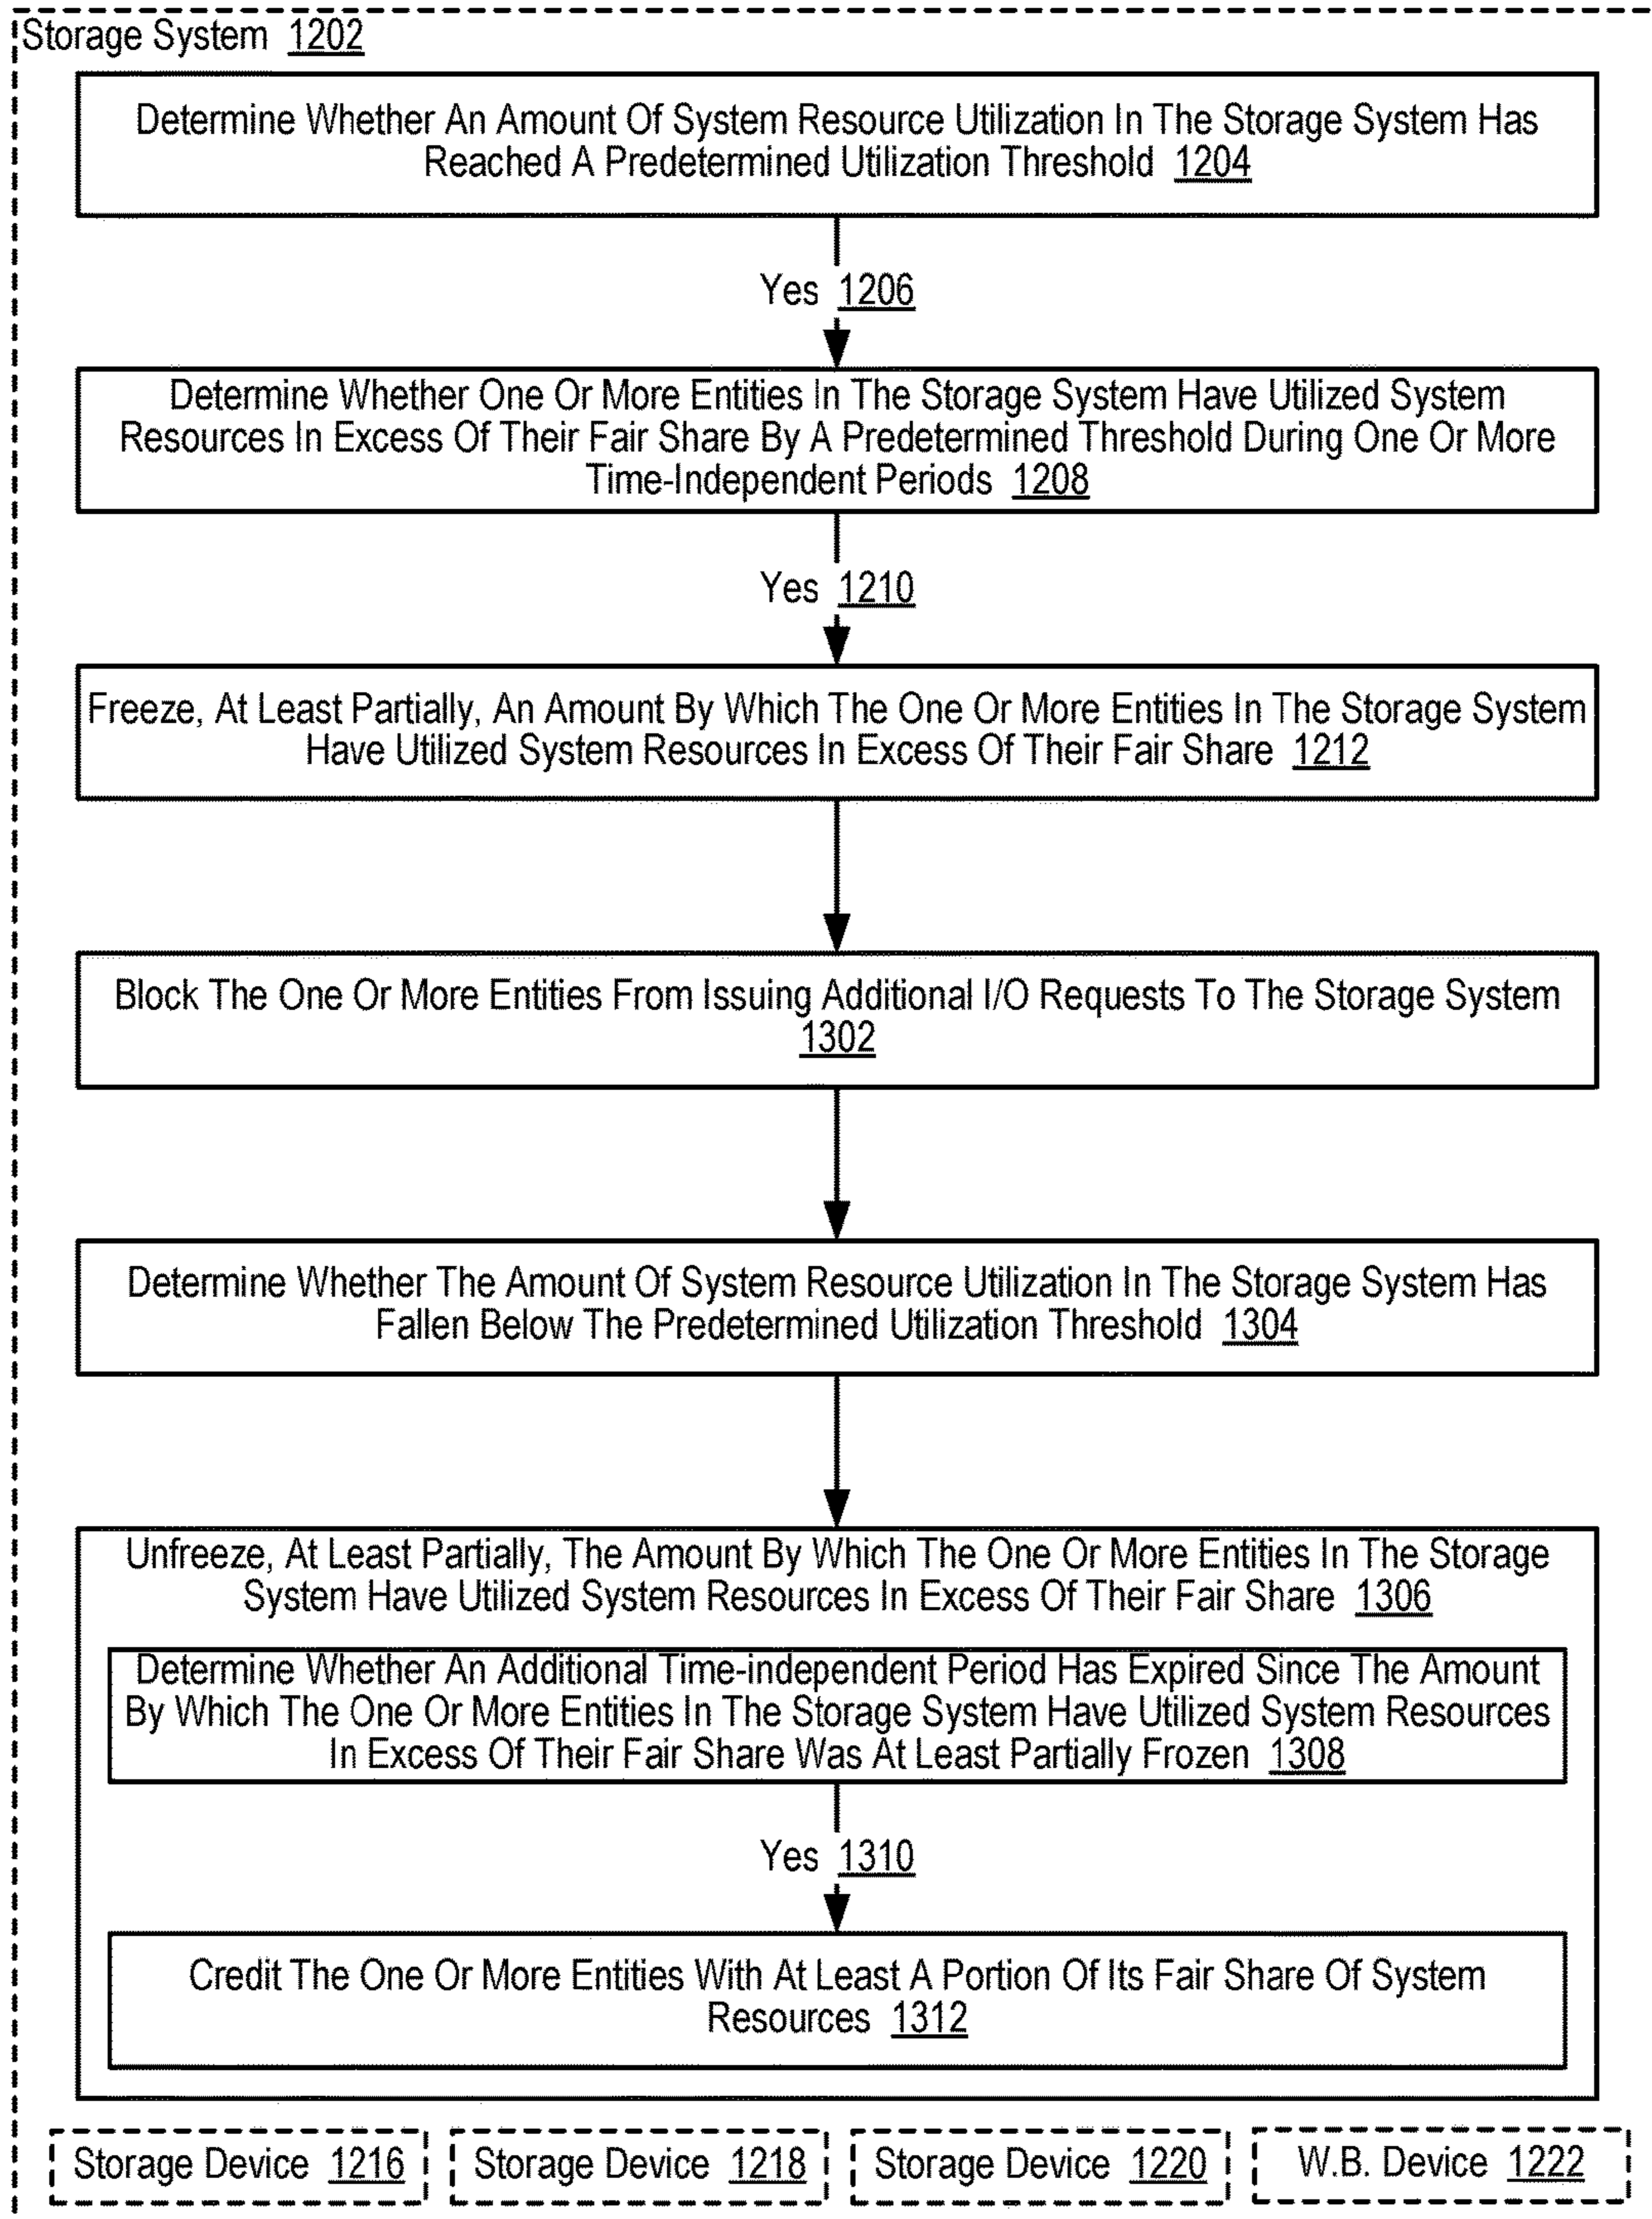 Storage System 1202
Determine Whether An Amount Of System Resource Utilization In The Storage System Has
Reached A Predetermined Utilization Threshold 1204
Yes 1206
Determine Whether One Or More Entities In The Storage System Have Utilized System
Resources In Excess Of Their Fair Share By A Predetermined Threshold During One Or More
Time-Independent Periods 1208
Yes 1210
Freeze, At Least Partially, An Amount By Which The One Or More Entities In The Storage System
Have Utilized System Resources In Excess Of Their Fair Share 1212
Block The One Or More Entities From Issuing Additional I/O Requests To The Storage System
1302
Determine Whether The Amount Of System Resource Utilization In The Storage System Has
Fallen Below The Predetermined Utilization Threshold 1304
Unfreeze, At Least Partially, The Amount By Which The One Or More Entities In The Storage
System Have Utilized System Resources In Excess Of Their Fair Share 1306
Determine Whether An Additional Time-independent Period Has Expired Since The Amount
By Which The One Or More Entities In The Storage System Have Utilized System Resources
In Excess Of Their Fair Share Was At Least Partially Frozen 1308
Yes 1310
Credit The One Or More Entities With At Least A Portion Of Its Fair Share Of System
Resources 1312
Storage Device 1216
Storage Device 1218
Storage Device 1220
W.B. Device 1222